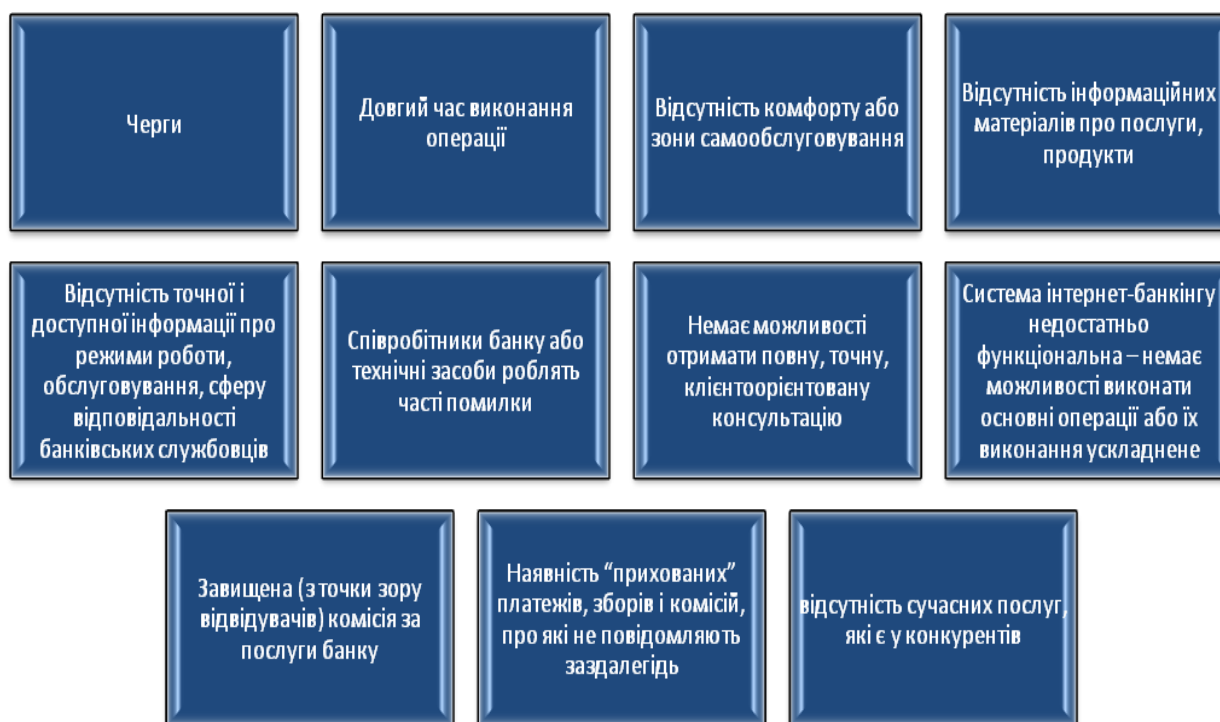 Черги
Довгий час виконання
операції
Відсутність комфорту або
зони самообслуговування
Відсутність інформаційних
матеріалів про послуги,
продукти
Відсутність точної і
доступної інформації про
режими роботи,
обслуговування, сферу
відповідальності
банківських службовців
Співробітники банку або
технічні засоби роблять
часті помилки
Немає можливості
отримати повну, точну,
клієнтоорієнтовану
консультацію
Система інтернет-банкінгу
недостатньо
функціональна – немає
можливості виконати
основні операції або їх
виконання ускладнене
Завищена (з точки зору
відвідувачів) комісія за
послуги банку
Наявність “прихованих”
платежів, зборів і комісій,
про які не повідомляють
заздалегідь
відсутність сучасних послуг,
які є у конкурентів